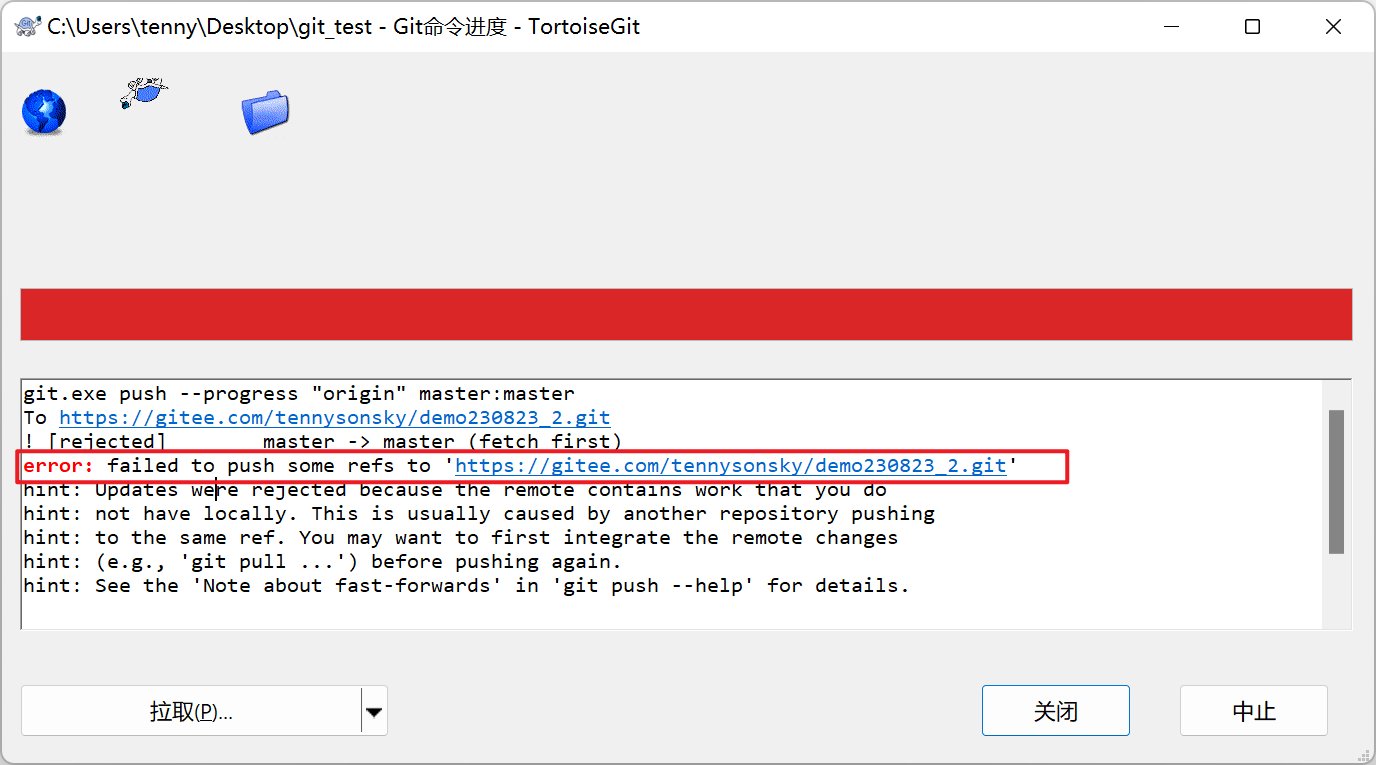 C:\Users\tenny\Desktop\git_test - Git命令进度 - TortoiseGit
git.exe push --progress "origin" master:master
To https://gitee.com/tennysonsky/demo230823_2.git
! [rejected]        master -> master (fetch first)
error: failed to push some refs to 'https://gitee.com/tennysonsky/demo230823_2.git'
hint: Updates were rejected because the remote contains work that you do
hint: not have locally. This is usually caused by another repository pushing
hint: to the same ref. You may want to first integrate the remote changes
hint: (e.g., 'git pull ...') before pushing again.
hint: See the 'Note about fast-forwards' in 'git push --help' for details.
拉取(P)... 关闭 中止